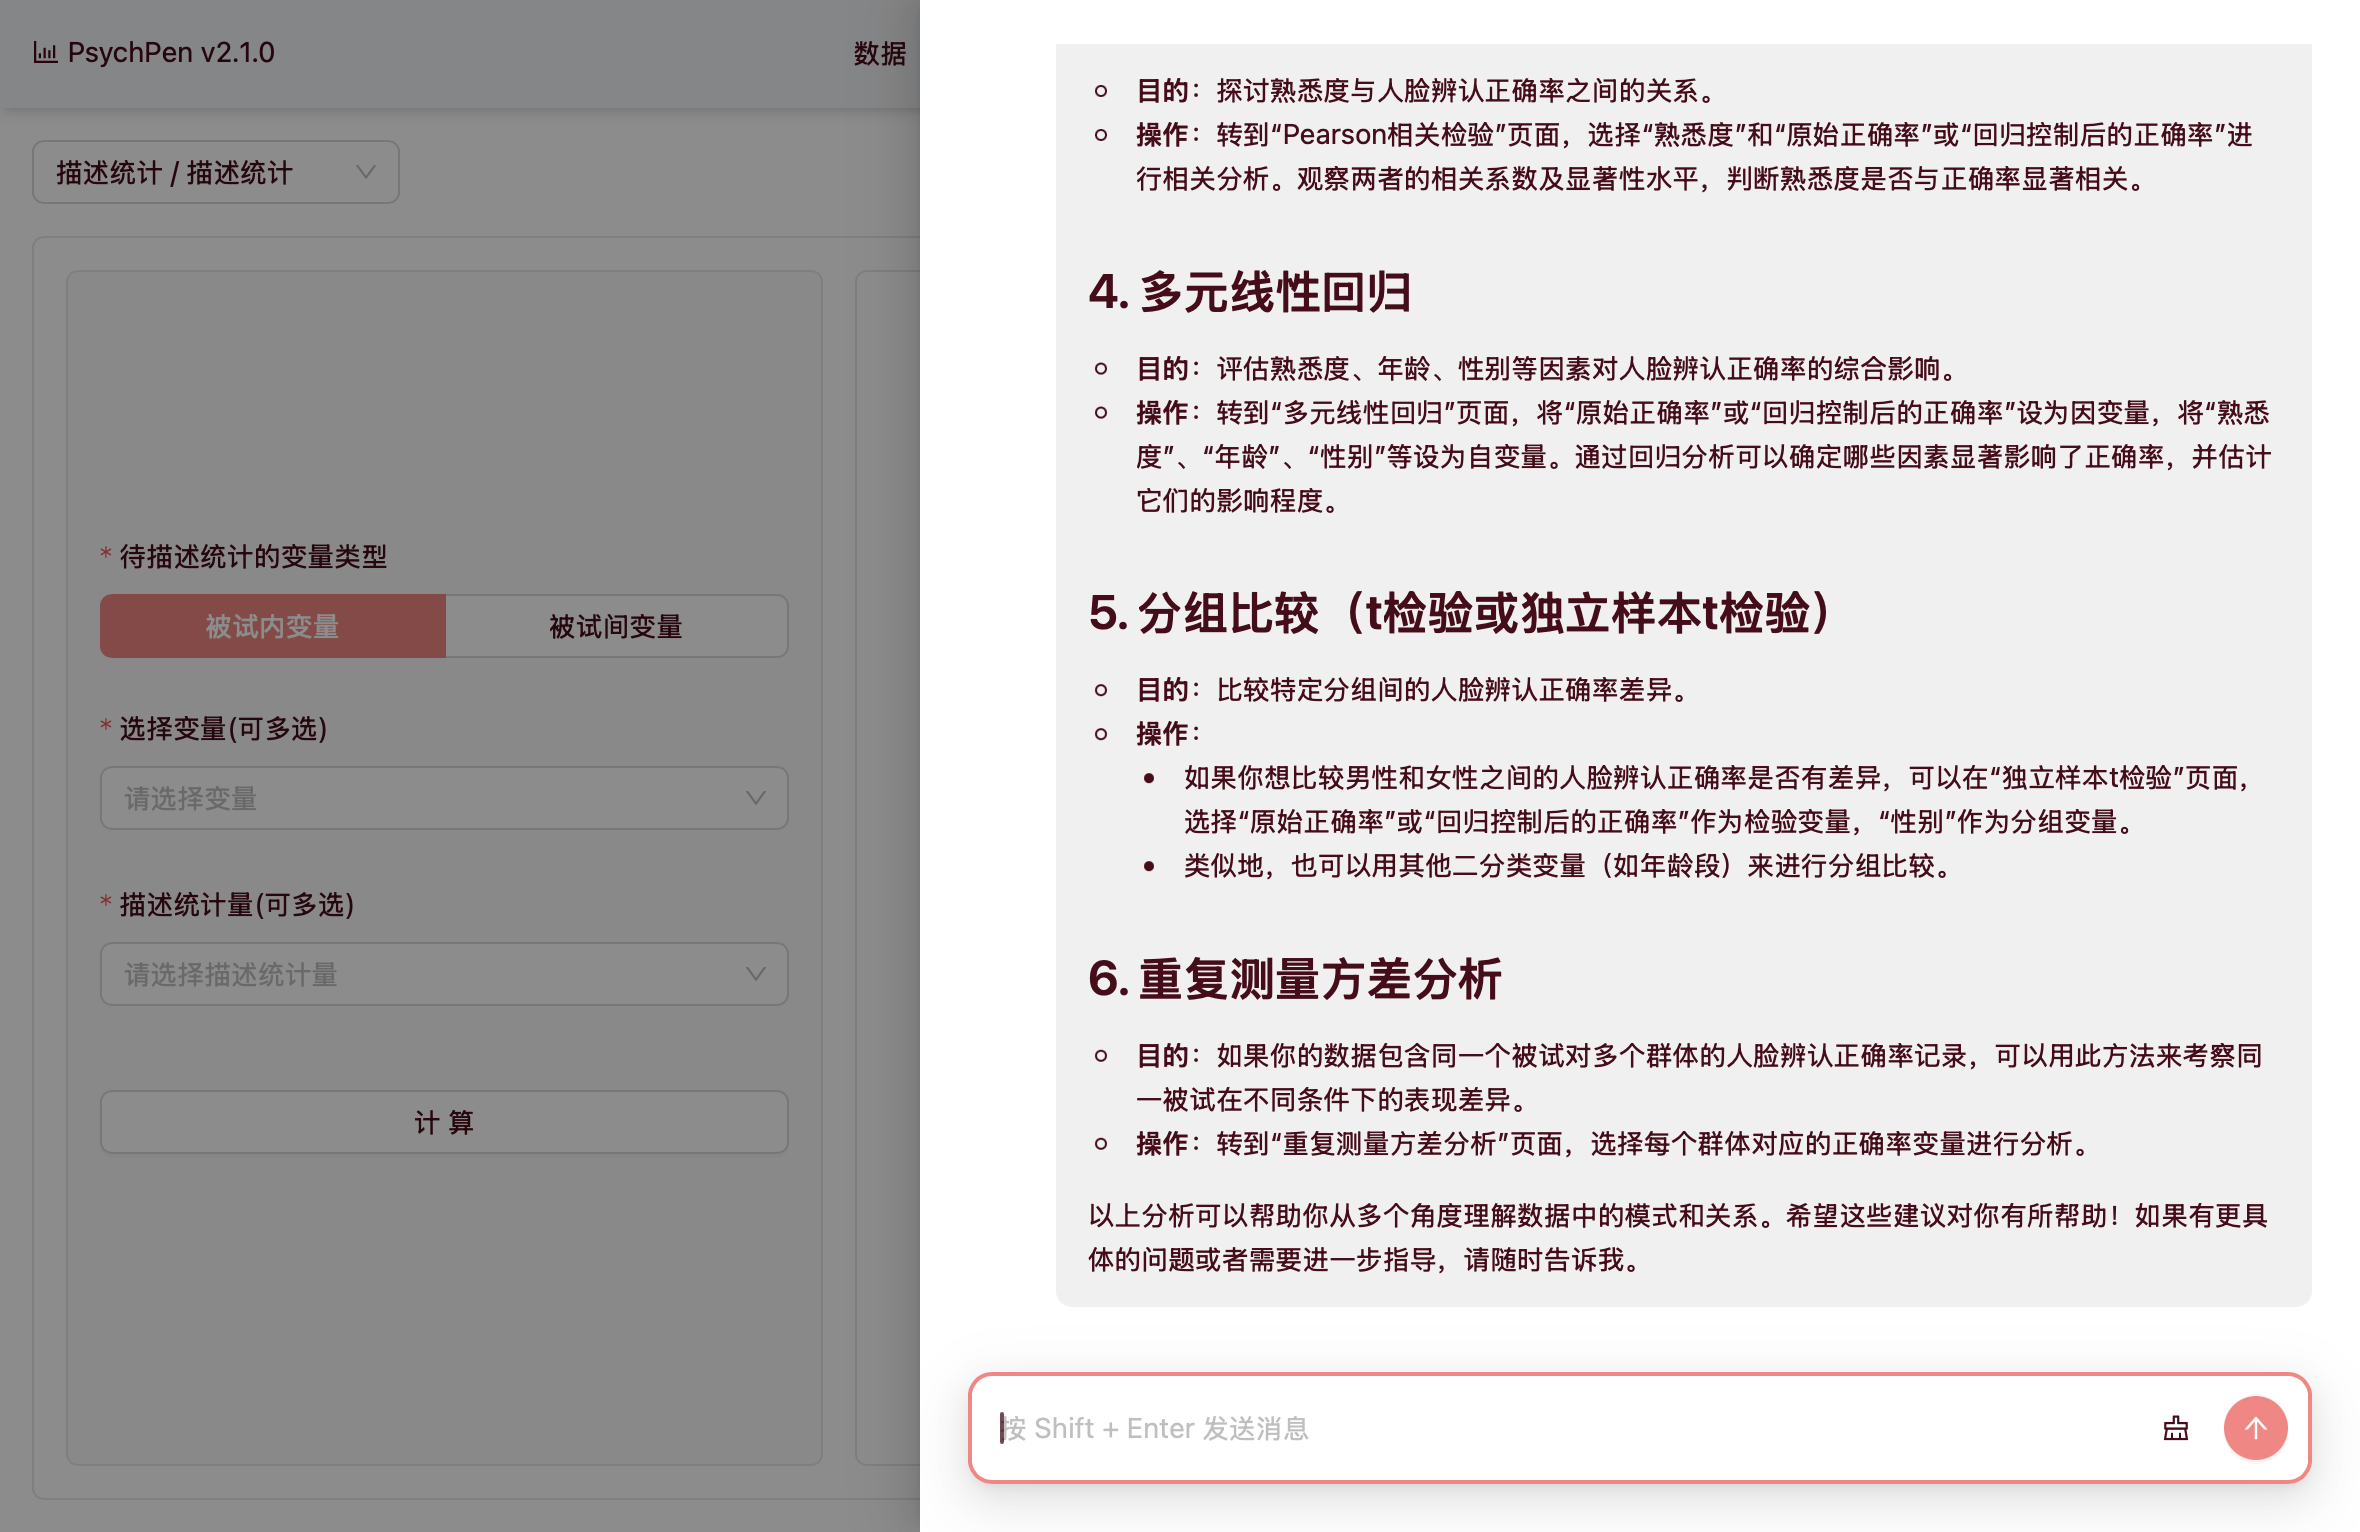 PsychPen v2.1.0
数据
描述统计 / 描述统计
* 待描述统计的变量类型
被试内变量
被试间变量
* 选择变量(可多选)
请选择变量
* 描述统计量(可多选)
请选择描述统计量
计 算
目的：探讨熟悉度与人脸辨认正确率之间的关系。
操作：转到“Pearson相关检验”页面，选择“熟悉度”和“原始正确率”或“回归控制后的正确率”进
行相关分析。观察两者的相关系数及显著性水平，判断熟悉度是否与正确率显著相关。
4. 多元线性回归
目的：评估熟悉度、年龄、性别等因素对人脸辨认正确率的综合影响。
操作：转到“多元线性回归”页面，将“原始正确率”或“回归控制后的正确率”设为因变量，将“熟悉
度”、“年龄”、“性别”等设为自变量。通过回归分析可以确定哪些因素显著影响了正确率，并估计
它们的影响程度。
5. 分组比较（t检验或独立样本t检验）
目的：比较特定分组间的人脸辨认正确率差异。
操作：
如果你想比较男性和女性之间的人脸辨认正确率是否有差异，可以在“独立样本t检验”页面，
选择“原始正确率”或“回归控制后的正确率”作为检验变量，“性别”作为分组变量。
类似地，也可以用其他二分类变量（如年龄段）来进行分组比较。
6. 重复测量方差分析
目的：如果你的数据包含同一个被试对多个群体的人脸辨认正确率记录，可以用此方法来考察同
一被试在不同条件下的表现差异。
操作：转到“重复测量方差分析”页面，选择每个群体对应的正确率变量进行分析。
以上分析可以帮助你从多个角度理解数据中的模式和关系。希望这些建议对你有所帮助！如果有更具
体的问题或者需要进一步指导，请随时告诉我。
按 Shift + Enter 发送消息